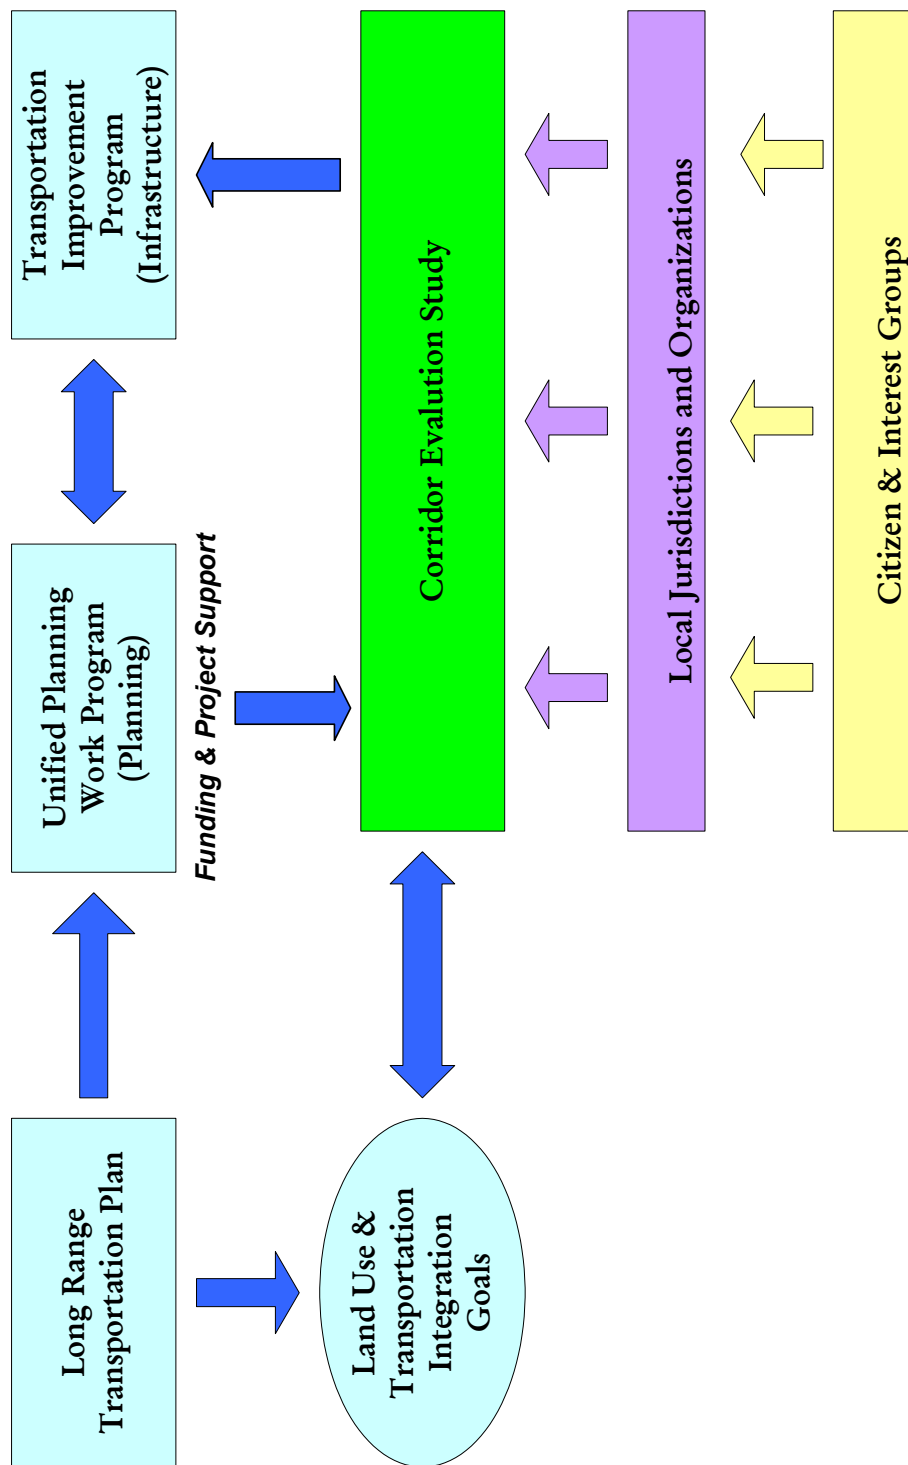 Long Range
Transportation Plan
Unified Planning
Work Program
(Planning)
Transportation
Improvement
Program
(Infrastructure)
Funding & Project Support
Land Use &
Transportation
Integration
Goals
Corridor Evalution Study
Local Jurisdictions and Organizations
Citizen & Interest Groups